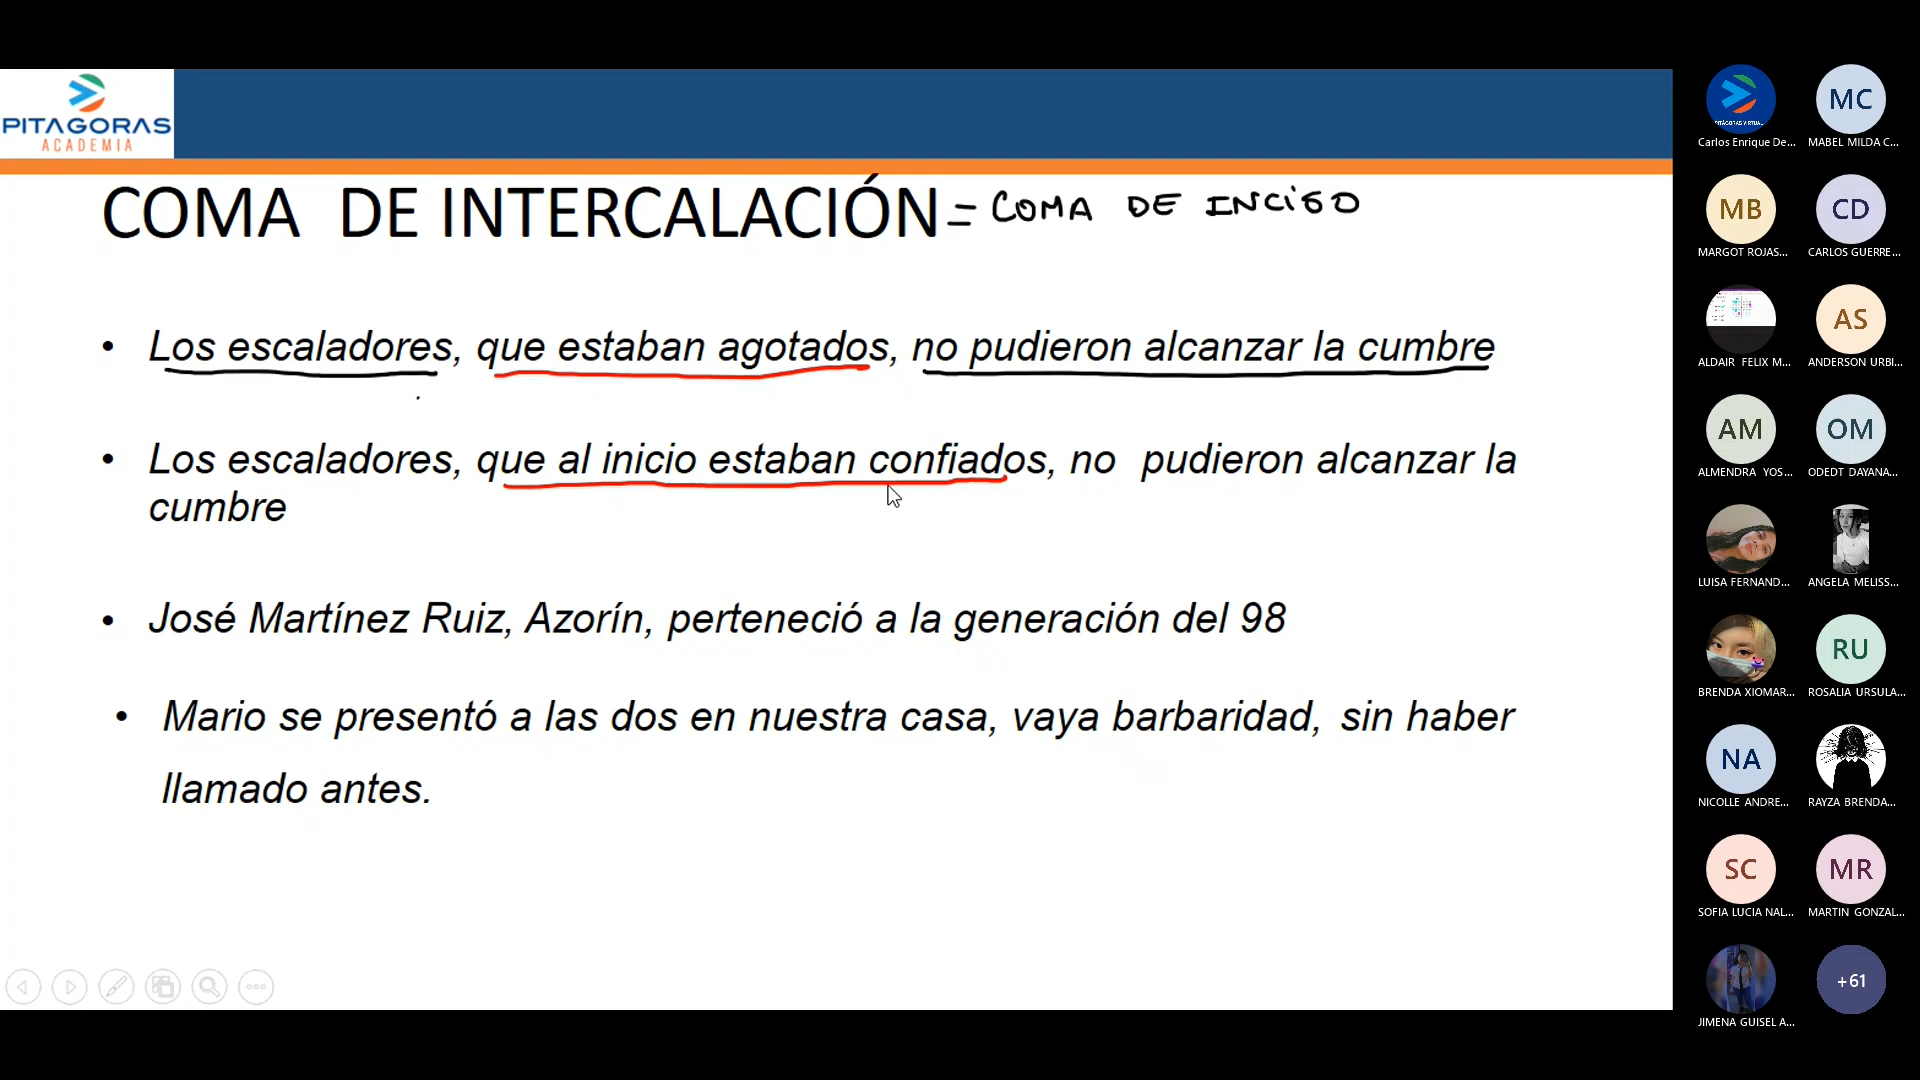 PITAGORAS
ACADEMIA
COMA DE INTERCALACIÓN = COMA DE INCISO
• Los escaladores, que estaban agotados, no pudieron alcanzar la cumbre
• Los escaladores, que al inicio estaban confiados, no pudieron alcanzar la
cumbre
• José Martínez Ruiz, Azorín, perteneció a la generación del 98
• Mario se presentó a las dos en nuestra casa, vaya barbaridad, sin haber
llamado antes.
PITÁGORAS VIRTUAL
MC
Carlos Enrique De...
MABEL MILDA C...
MB
CD
MARGOT ROJAS...
CARLOS GUERRE...
AS
ALDAIR FELIX M...
ANDERSON URBI...
AM
OM
ALMENDRA YOS...
ODEDT DAYANA...
LUISA FERNAND...
ANGELA MELISS...
RU
BRENDA XIOMAR...
ROSALIA URSULA...
NA
NICOLLE ANDRE...
RAYZA BRENDA...
SC
MR
SOFIA LUCIA NAL...
MARTIN GONZAL...
+61
JIMENA GUISEL A...